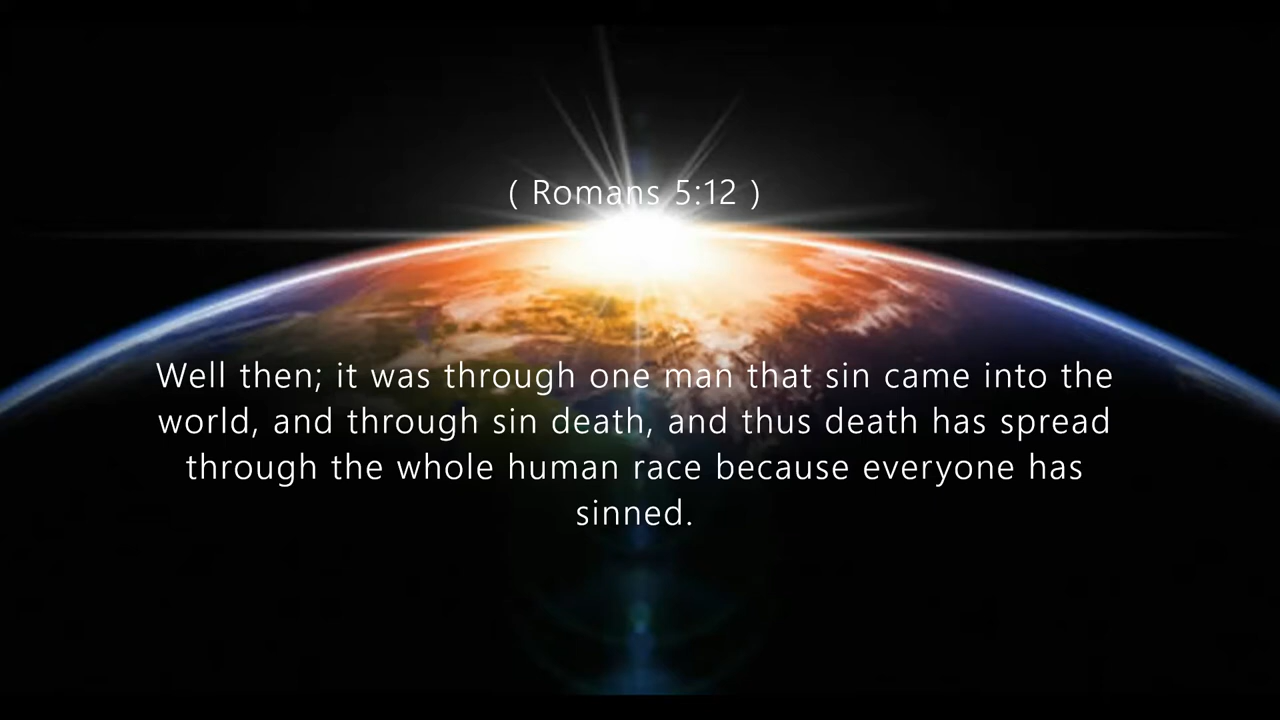 ( Romans 5:12 )
Well then; it was through one man that sin came into the
world, and through sin death, and thus death has spread
through the whole human race because everyone has
sinned.